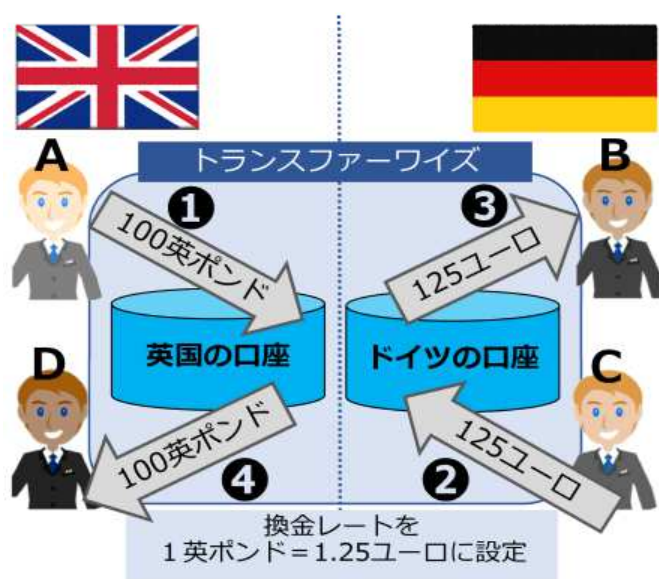 トランスファーワイズ
A
B
❶
❸
100英ポンド
125ユーロ
英国の口座
ドイツの口座
D
C
100英ポンド
125ユーロ
❹
❷
換金レートを
1英ポンド=1.25ユーロに設定